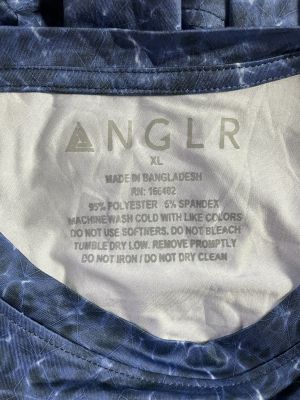 ANGLR
XL
MADE IN BANGLADESH
RN: 166482
95% POLYESTER 5% SPANDEX
MACHINE WASH COLD WITH LIKE COLORS
DO NOT USE SOFTNERS. DO NOT BLEACH
TUMBLE DRY LOW. REMOVE PROMPTLY
DO NOT IRON / DO NOT DRY CLEAN